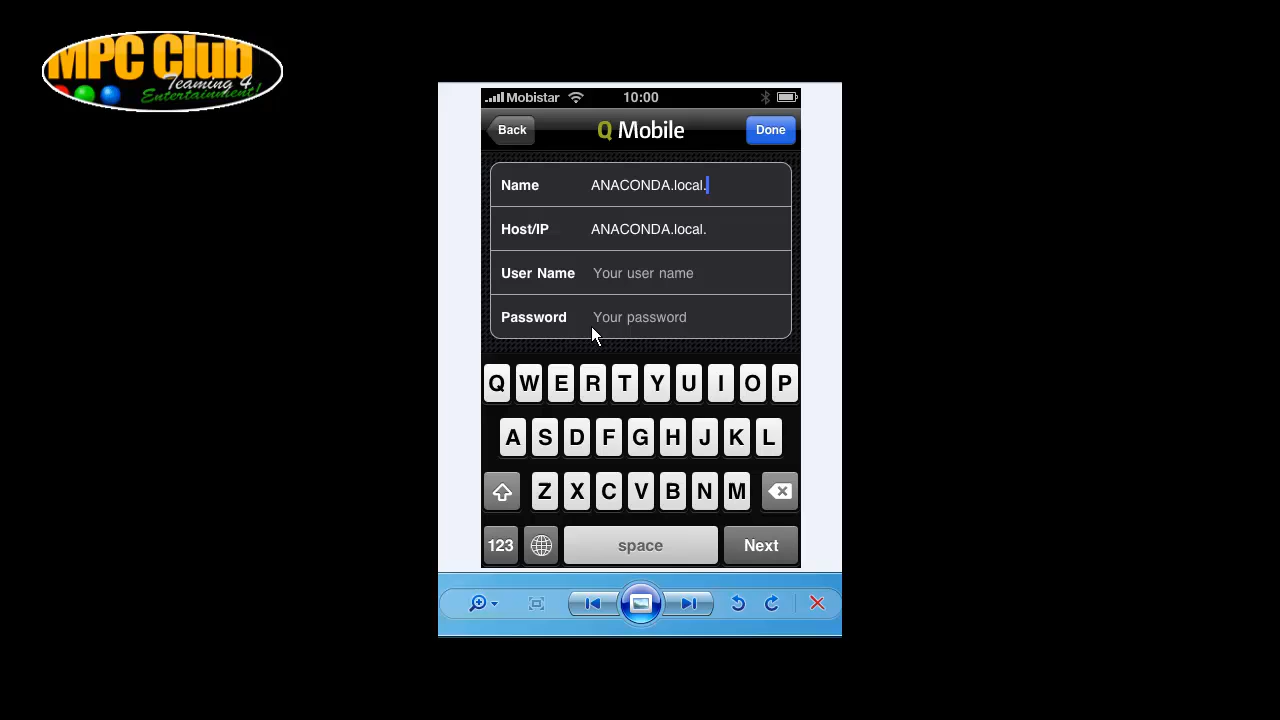 MPC Club
Teaming 4
Entertainment!
Mobistar 10:00
Back Q Mobile Done
Name ANACONDA.local.
Host/IP ANACONDA.local.
User Name Your user name
Password Your password
Q W E R T Y U I O P
A S D F G H J K L
Z X C V B N M
123 space Next